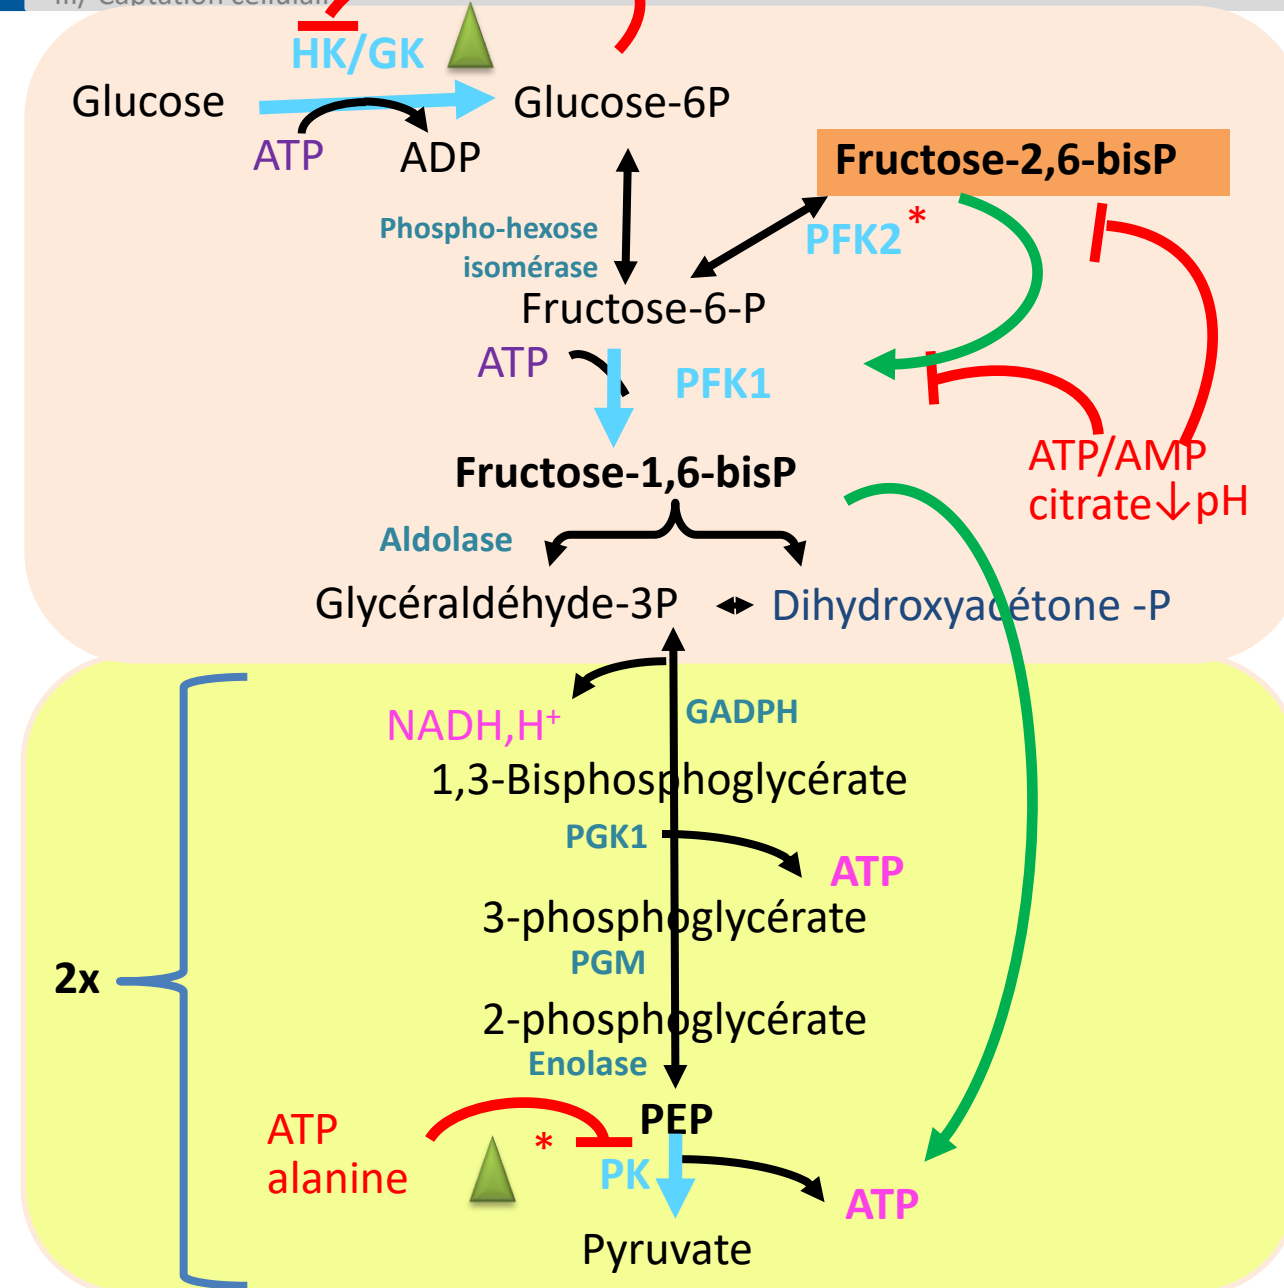 HK/GK
Glucose
Glucose-6P
ATP
ADP
Fructose-2,6-bisP
Phospho-hexose
isomérase
PFK2 *
Fructose-6-P
ATP
PFK1
Fructose-1,6-bisP
ATP/AMP
citrate↓pH
Aldolase
Glycéraldéhyde-3P
Dihydroxyacétone -P
NADH,H+
GADPH
1,3-Bisphosphoglycérate
PGK1
ATP
3-phosphoglycérate
2x
PGM
2-phosphoglycérate
Enolase
PEP
ATP
alanine
*
PK
ATP
Pyruvate